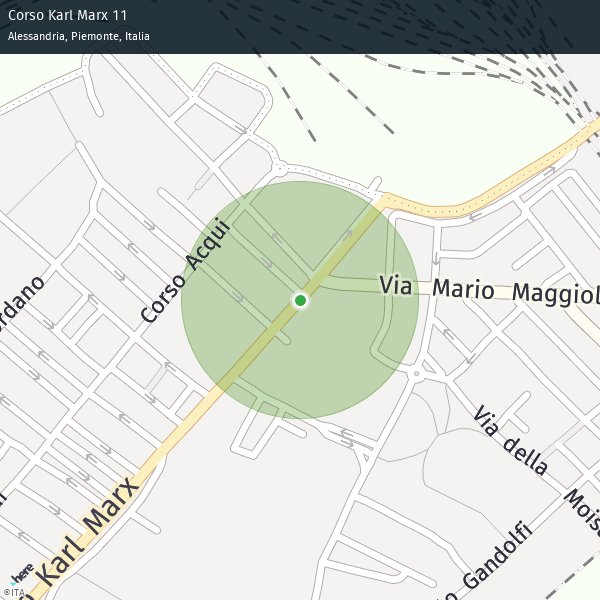 Corso Karl Marx 11
Alessandria, Piemonte, Italia
Corso Acqui
Via Mario Maggiol
rdano
Via della
Moisa
Karl Marx
o Gandolfi
here
©ITA